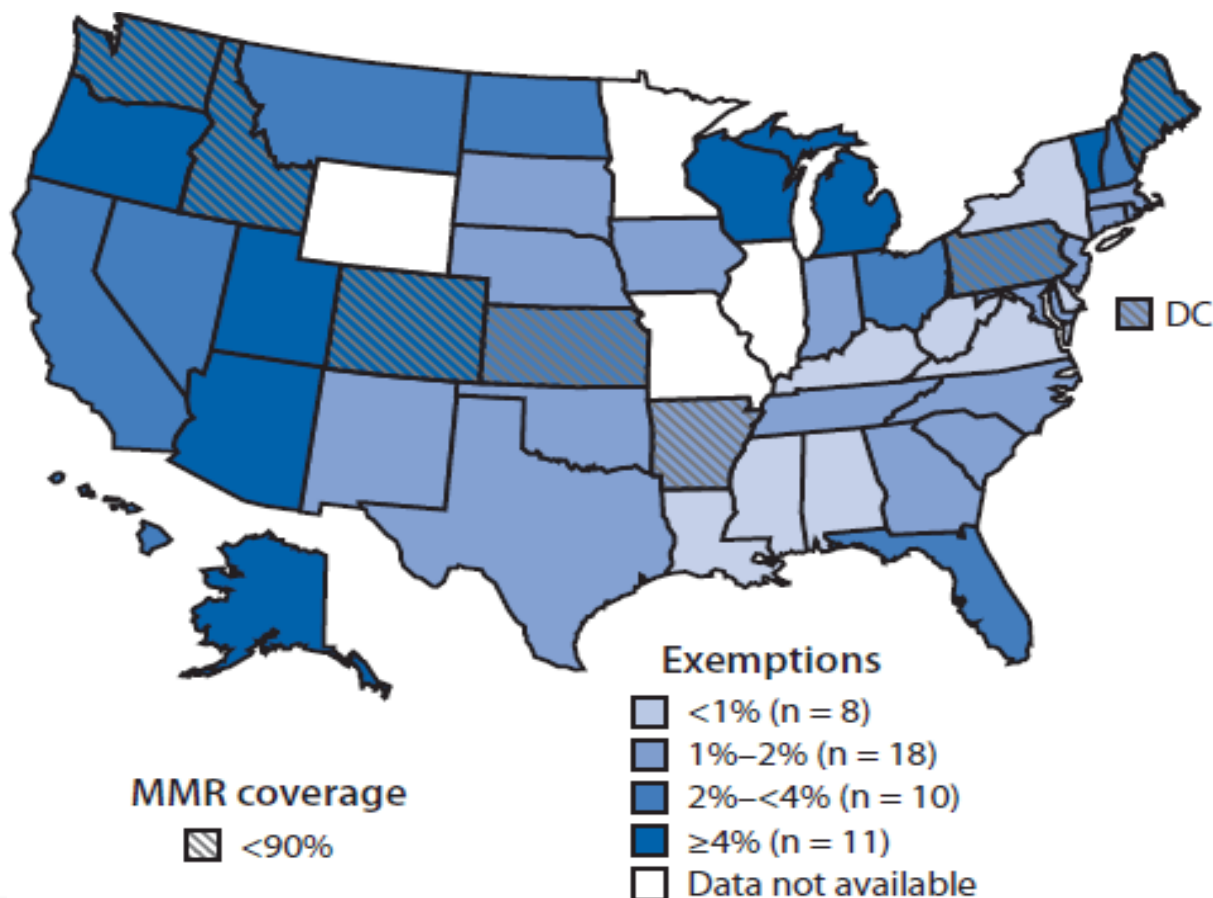 DC
Exemptions
<1% (n = 8)
1%–2% (n = 18)
2%–<4% (n = 10)
≥4% (n = 11)
Data not available
MMR coverage
<90%